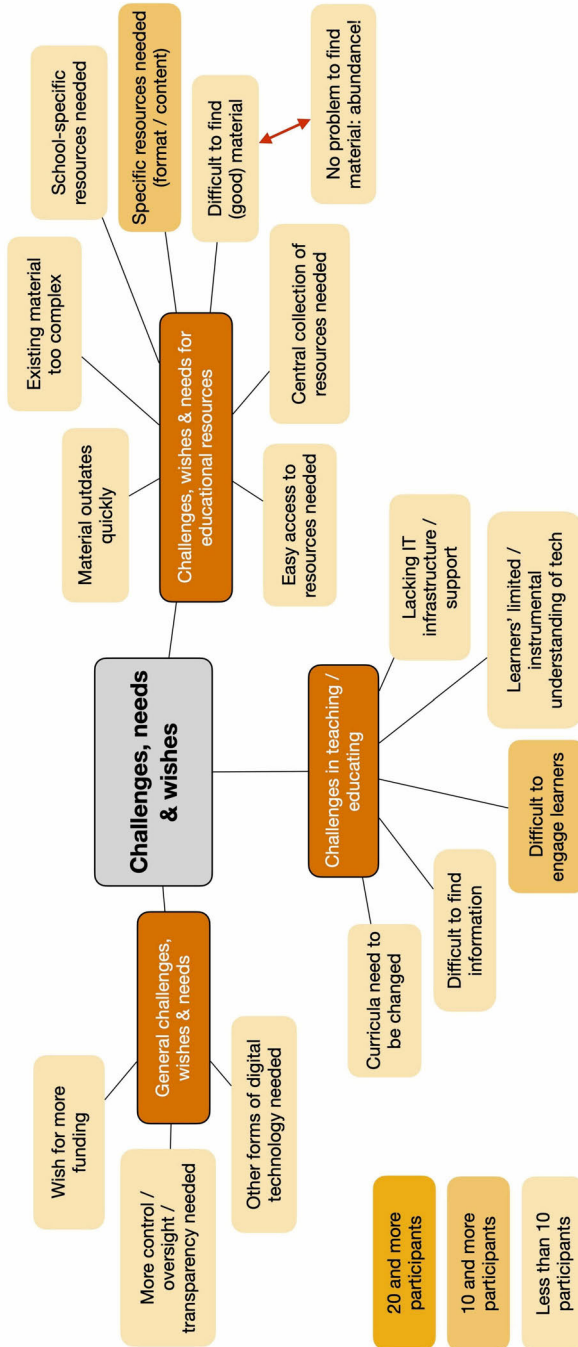 Challenges, needs
& wishes
General challenges,
wishes & needs
Wish for more
funding
More control /
oversight /
transparency needed
Other forms of digital
technology needed
Challenges in teaching /
educating
Curricula need to
be changed
Difficult to find
information
Difficult to
engage learners
Learners' limited /
instrumental
understanding of tech
Lacking IT
infrastructure /
support
Challenges, wishes & needs for
educational resources
Material outdates
quickly
Existing material
too complex
School-specific
resources needed
Specific resources needed
(format / content)
Difficult to find
(good) material
No problem to find
material: abundance!
Central collection of
resources needed
Easy access to
resources needed
20 and more
participants
10 and more
participants
Less than 10
participants